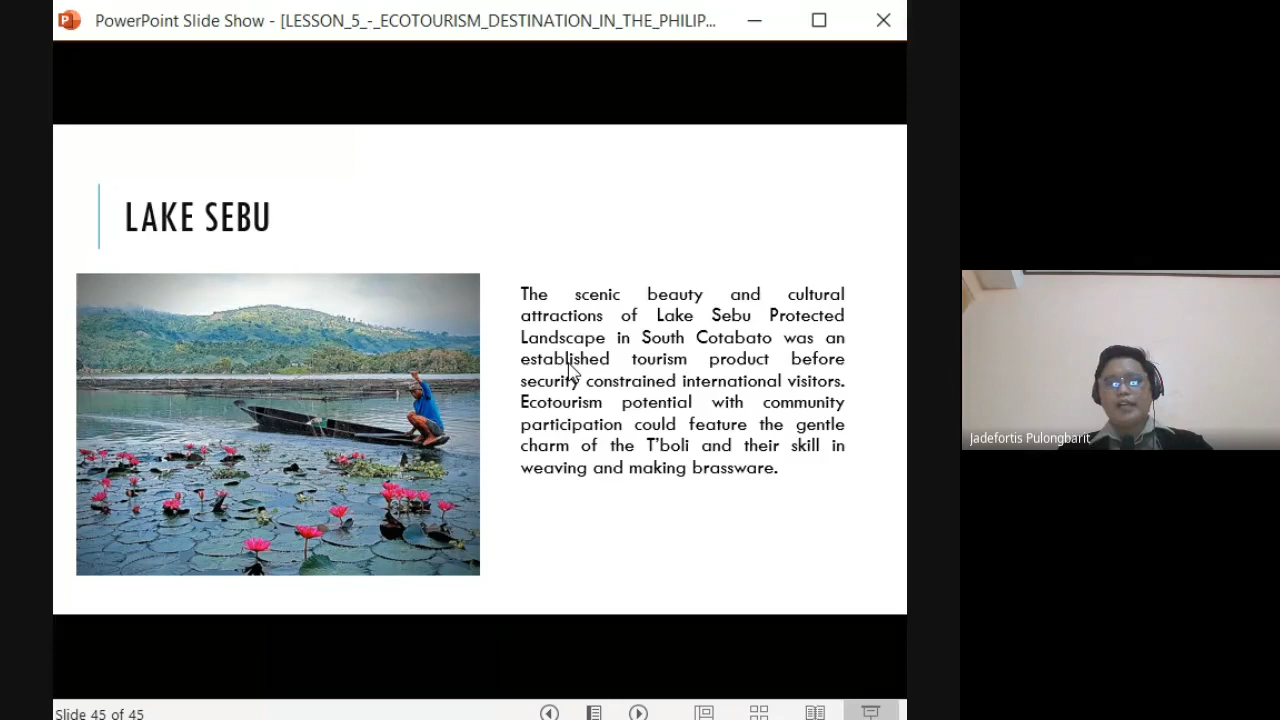 PowerPoint Slide Show - [LESSON_5_-_ECOTOURISM_DESTINATION_IN_THE_PHILIP...
LAKE SEBU
The scenic beauty and cultural
attractions of Lake Sebu Protected
Landscape in South Cotabato was an
established tourism product before
security constrained international visitors.
Ecotourism potential with community
participation could feature the gentle
charm of the T'boli and their skill in
weaving and making brassware.
Jadefortis Pulongbarit
Slide 45 of 45